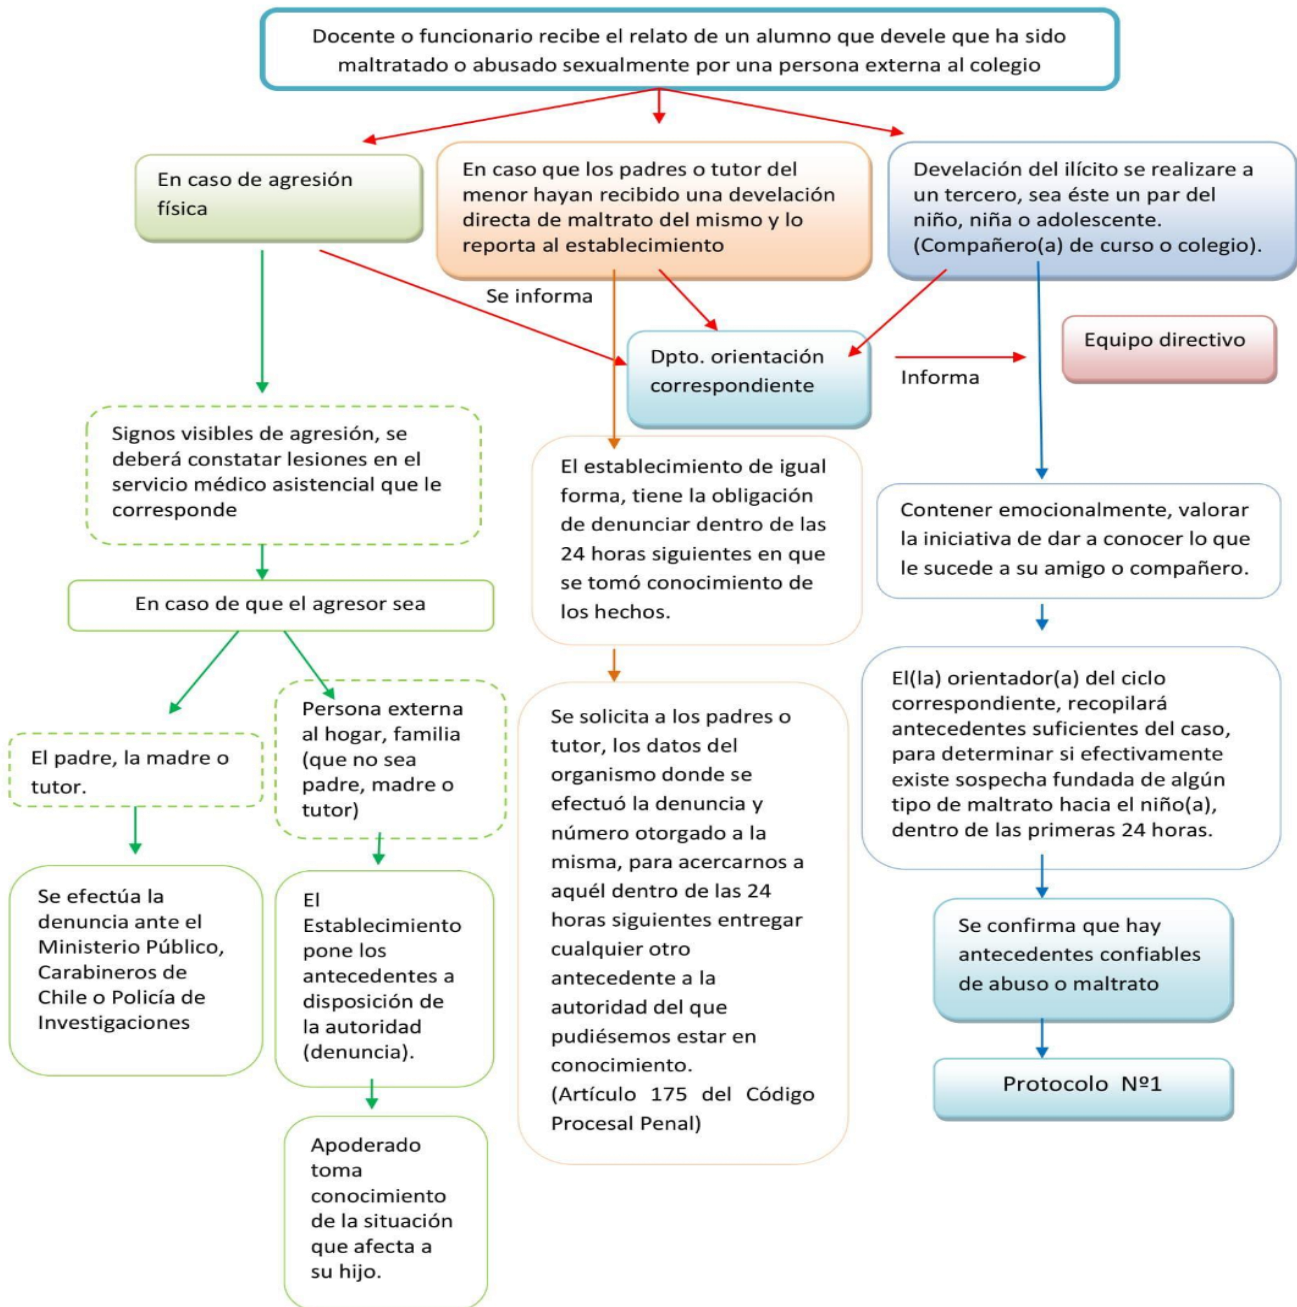 Docente o funcionario recibe el relato de un alumno que devele que ha sido
maltratado o abusado sexualmente por una persona externa al colegio
En caso de agresión
física
En caso que los padres o tutor del
menor hayan recibido una develación
directa de maltrato del mismo y lo
reporta al establecimiento
Develación del ilícito se realizare a
un tercero, sea éste un par del
niño, niña o adolescente.
(Compañero(a) de curso o colegio).
Se informa
Dpto. orientación
correspondiente
Informa
Equipo directivo
Signos visibles de agresión, se
deberá constatar lesiones en el
servicio médico asistencial que le
corresponde
En caso de que el agresor sea
El padre, la madre o
tutor.
Persona externa
al hogar, familia
(que no sea
padre, madre o
tutor)
Se efectúa la
denuncia ante el
Ministerio Público,
Carabineros de
Chile o Policía de
Investigaciones
El
Establecimiento
pone los
antecedentes a
disposición de
la autoridad
(denuncia).
Apoderado
toma
conocimiento
de la situación
que afecta a
su hijo.
El establecimiento de igual
forma, tiene la obligación
de denunciar dentro de las
24 horas siguientes en que
se tomó conocimiento de
los hechos.
Se solicita a los padres o
tutor, los datos del
organismo donde se
efectuó la denuncia y
número otorgado a la
misma, para acercarnos a
aquél dentro de las 24
horas siguientes entregar
cualquier otro
antecedente a la
autoridad del que
pudiésemos estar en
conocimiento.
(Artículo 175 del Código
Procesal Penal)
Contener emocionalmente, valorar
la iniciativa de dar a conocer lo que
le sucede a su amigo o compañero.
El(la) orientador(a) del ciclo
correspondiente, recopilará
antecedentes suficientes del caso,
para determinar si efectivamente
existe sospecha fundada de algún
tipo de maltrato hacia el niño(a),
dentro de las primeras 24 horas.
Se confirma que hay
antecedentes confiables
de abuso o maltrato
Protocolo Nº1